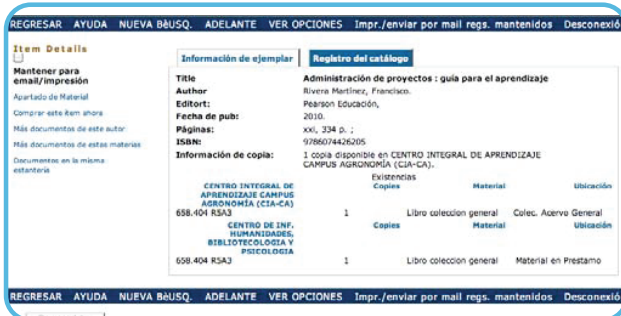 REGRESAR AYUDA NUEVA BèUSQ. ADELANTE VER OPCIONES Impr./enviar por mail regs. mantenidos Desconexió
Item Details
Mantener para
email/impresión
Apartado de Material
Comprar este ítem ahora
Más documentos de este autor
Más documentos de estas materias
Documentos en la misma
estantería
Información de ejemplar Registro del catálogo
Title Administración de proyectos : guía para el aprendizaje
Author Rivera Martínez, Francisco.
Editort: Pearson Educación,
Fecha de pub: 2010.
Páginas: xxi, 334 p. ;
ISBN: 9786074426205
Información de copia: 1 copia disponible en CENTRO INTEGRAL DE APRENDIZAJE
CAMPUS AGRONOMÍA (CIA-CA).
Existencias
CENTRO INTEGRAL DE Copies Material Ubicación
APRENDIZAJE CAMPUS
AGRONOMÍA (CIA-CA)
658.404 R5A3 1 Libro coleccion general Colec. Acervo General
CENTRO DE INF. Copies Material Ubicación
HUMANIDADES,
BIBLIOTECOLOGIA Y
PSICOLOGIA
658.404 R5A3 1 Libro coleccion general Material en Prestamo
REGRESAR AYUDA NUEVA BèUSQ. ADELANTE VER OPCIONES Impr./enviar por mail regs. mantenidos Desconexió